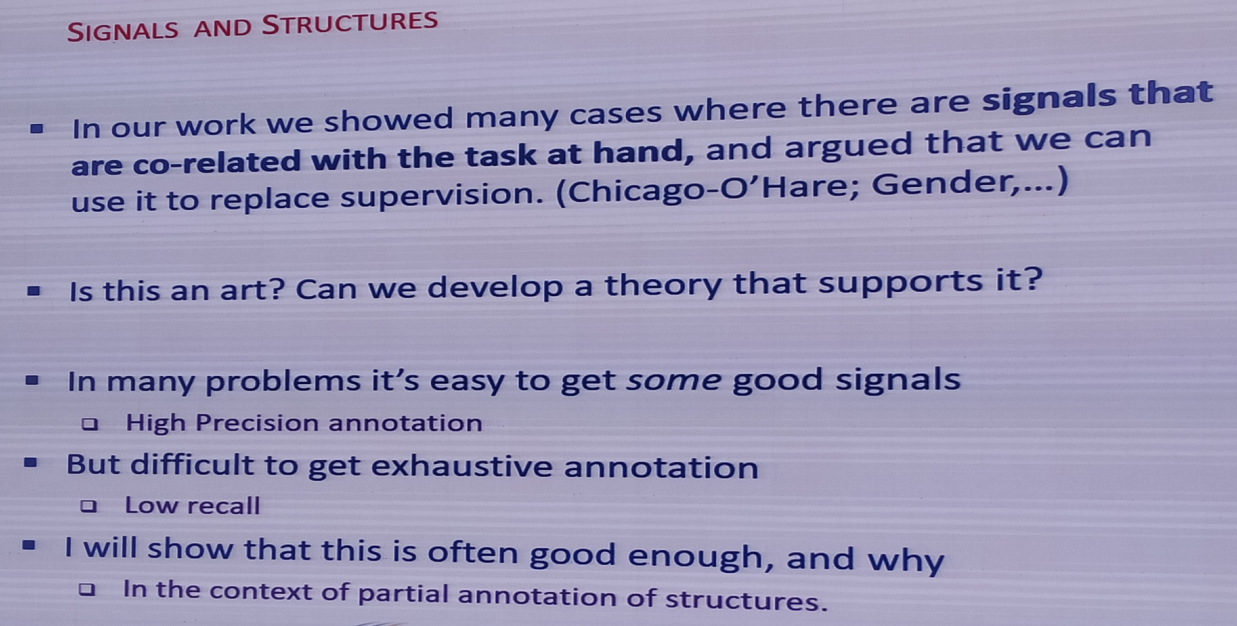 SIGNALS AND STRUCTURES
▪ In our work we showed many cases where there are signals that
are co-related with the task at hand, and argued that we can
use it to replace supervision. (Chicago-O’Hare; Gender,...)
▪ Is this an art? Can we develop a theory that supports it?
▪ In many problems it’s easy to get some good signals
❑ High Precision annotation
▪ But difficult to get exhaustive annotation
❑ Low recall
▪ I will show that this is often good enough, and why
❑ In the context of partial annotation of structures.